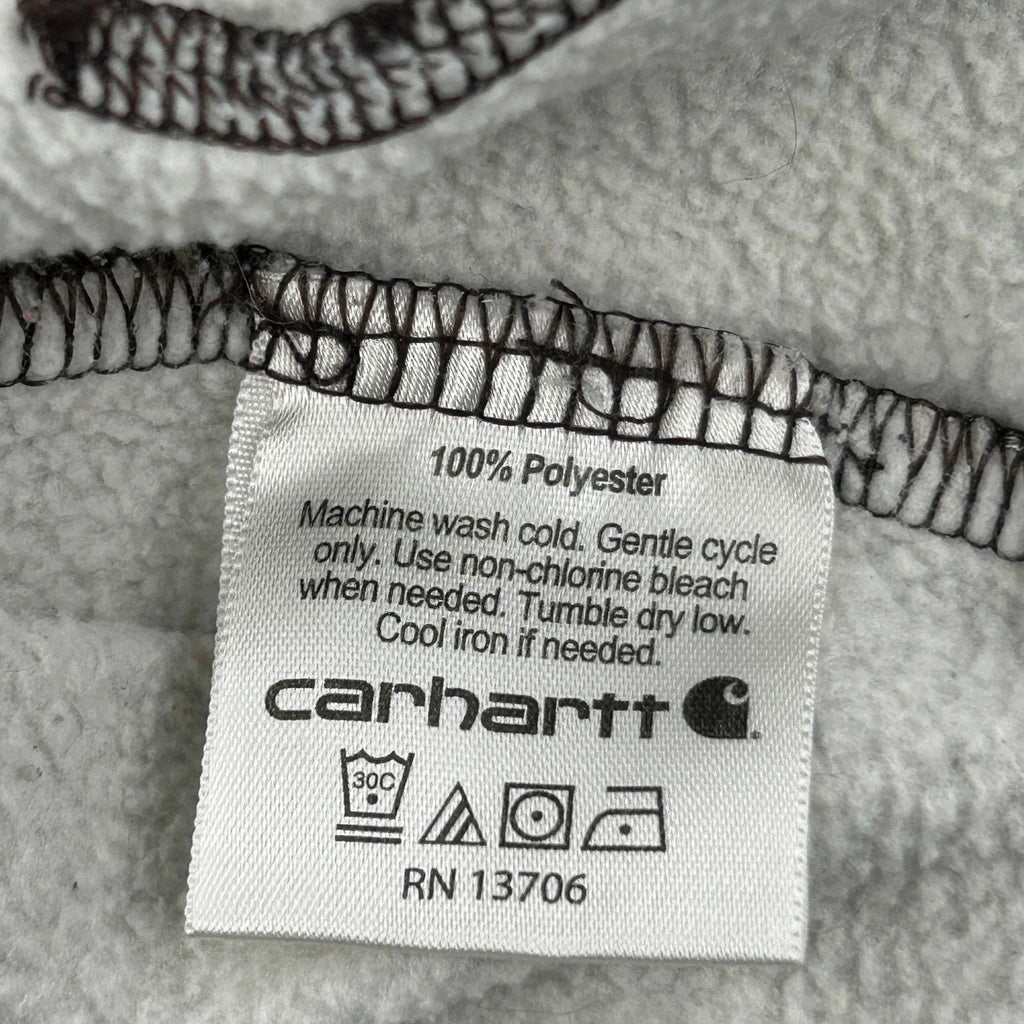 100% Polyester
Machine wash cold. Gentle cycle
only. Use non-chlorine bleach
when needed. Tumble dry low.
Cool iron if needed.
carhartt
30C
RN 13706